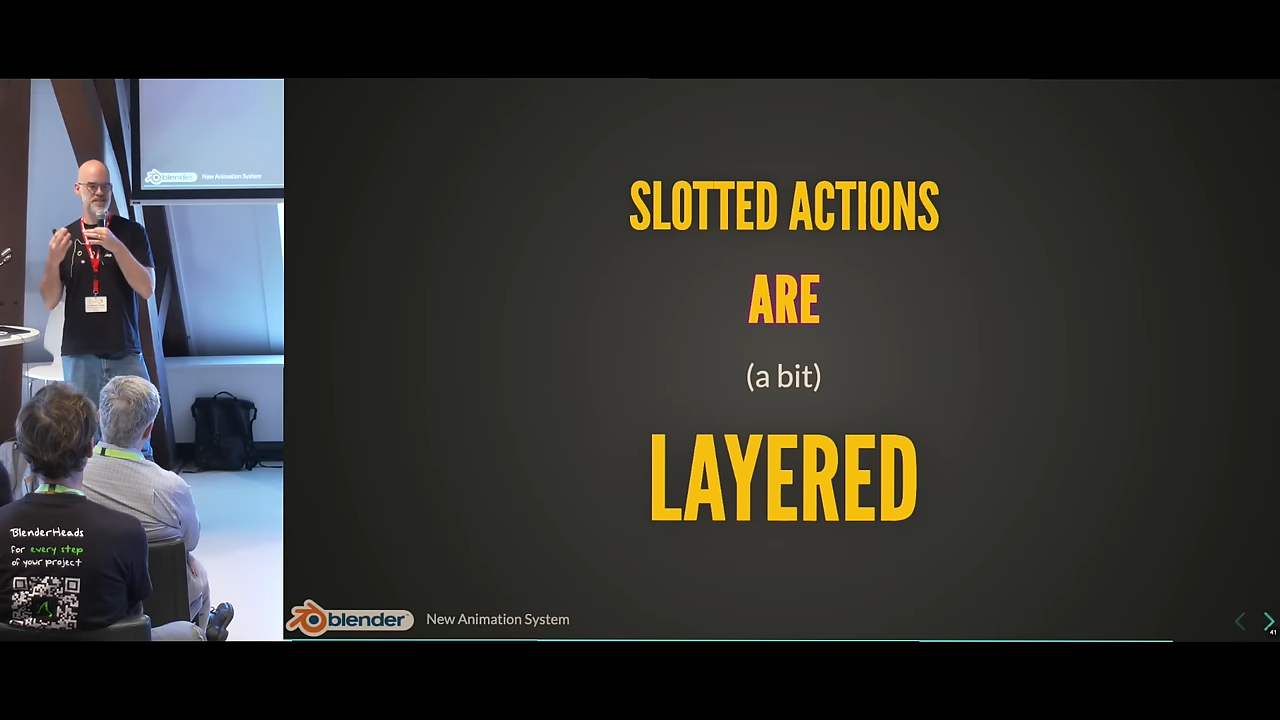 blender
New Animation System
SLOTTED ACTIONS
ARE
(a bit)
LAYERED
BlenderHeads
for every step
of your project
blender
New Animation System
41